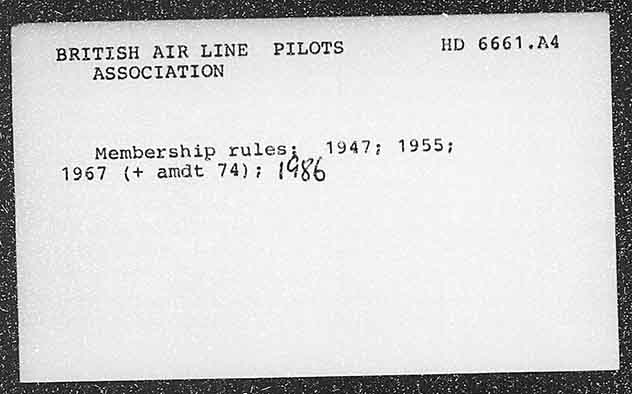 BRITISH AIR LINE PILOTS HD 6661.A4
ASSOCIATION
Membership rules; 1947; 1955;
1967 (+ amdt 74); 1986